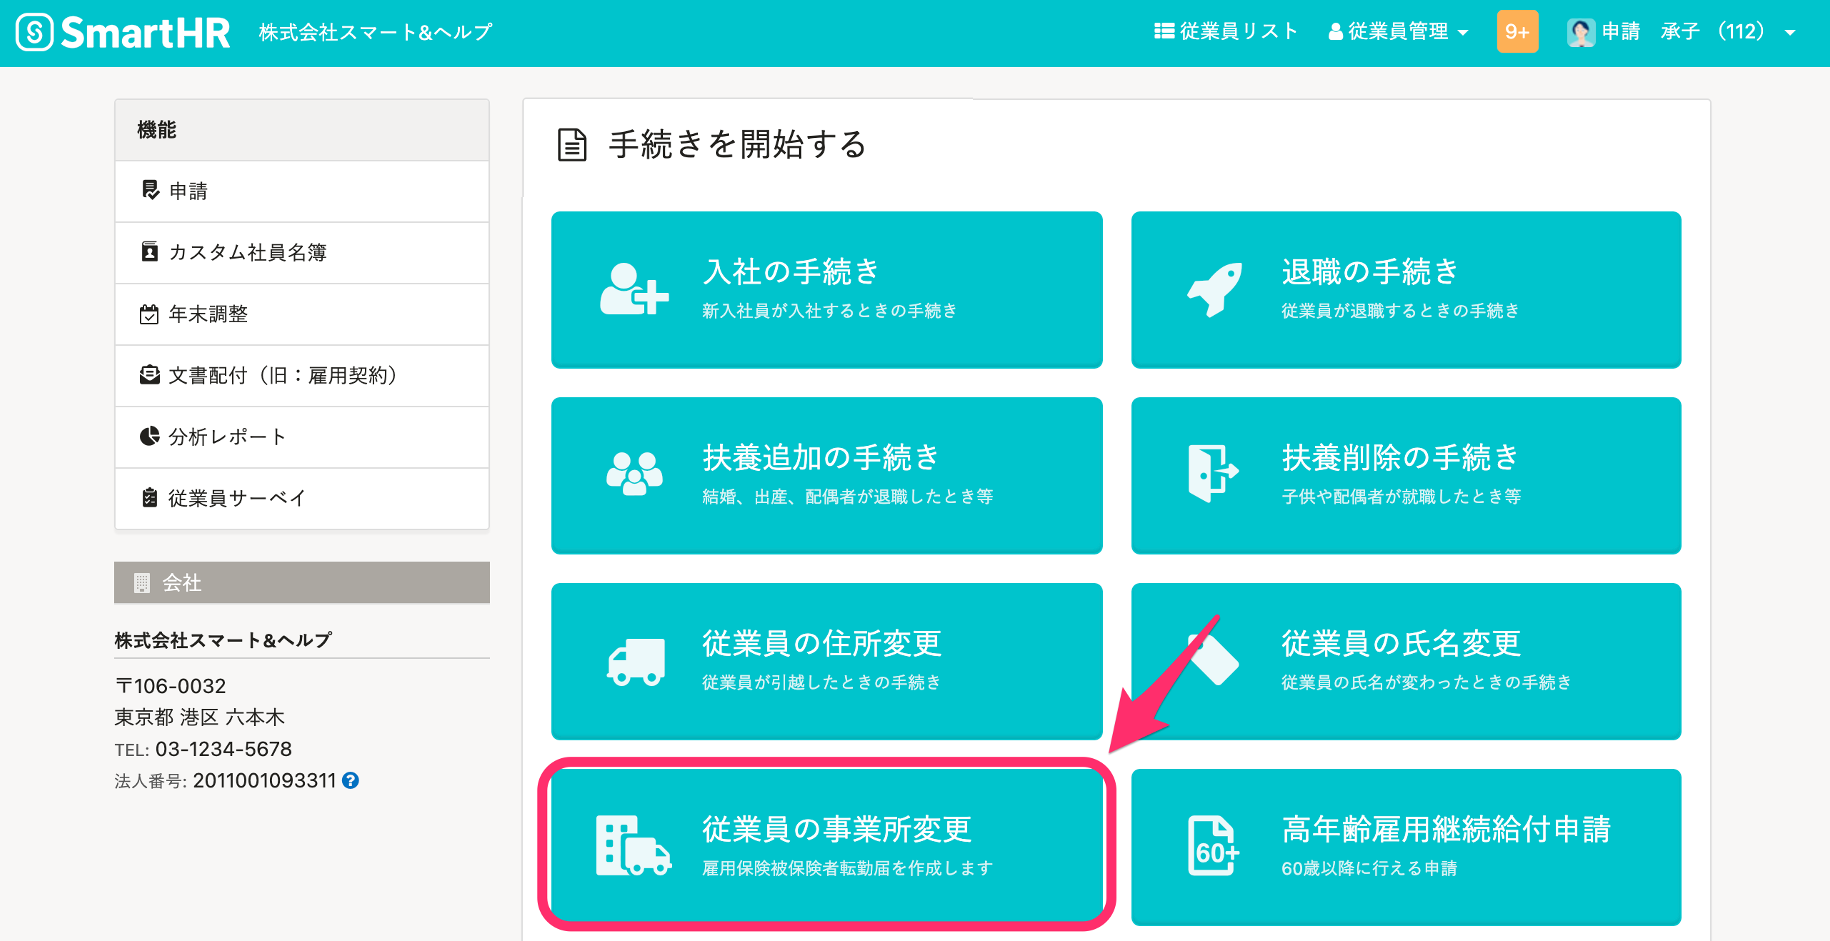 SmartHR 株式会社スマート&ヘルプ 従業員リスト 従業員管理 9+ 申請 承子 （112）
機能
申請
カスタム社員名簿
年末調整
文書配付（旧：雇用契約）
分析レポート
従業員サーベイ
会社
株式会社スマート&ヘルプ
〒106-0032
東京都 港区 六本木
TEL: 03-1234-5678
法人番号: 2011001093311 ?
手続きを開始する
入社の手続き
新入社員が入社するときの手続き
退職の手続き
従業員が退職するときの手続き
扶養追加の手続き
結婚、出産、配偶者が退職したとき等
扶養削除の手続き
子供や配偶者が就職したとき等
従業員の住所変更
従業員が引越したときの手続き
従業員の氏名変更
従業員の氏名が変わったときの手続き
従業員の事業所変更
雇用保険被保険者転勤届を作成します
60+
高年齢雇用継続給付申請
60歳以降に行える申請